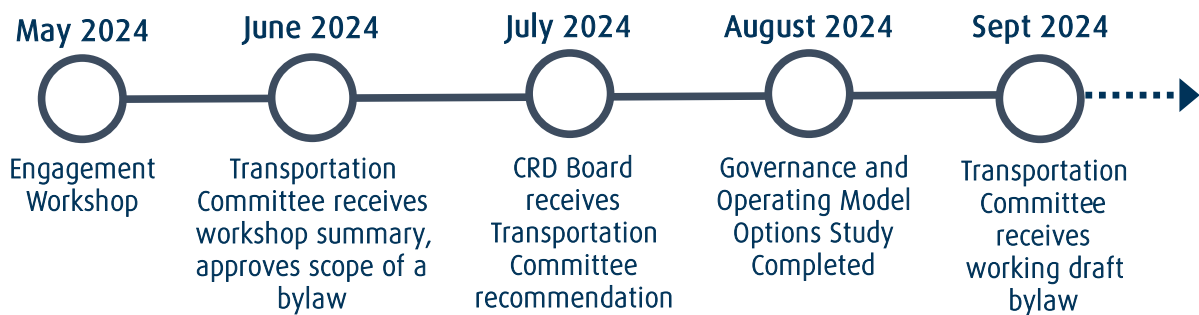 May 2024
Engagement
Workshop
June 2024
Transportation
Committee receives
workshop summary,
approves scope of a
bylaw
July 2024
CRD Board
receives
Transportation
Committee
recommendation
August 2024
Governance and
Operating Model
Options Study
Completed
Sept 2024
Transportation
Committee
receives
working draft
bylaw